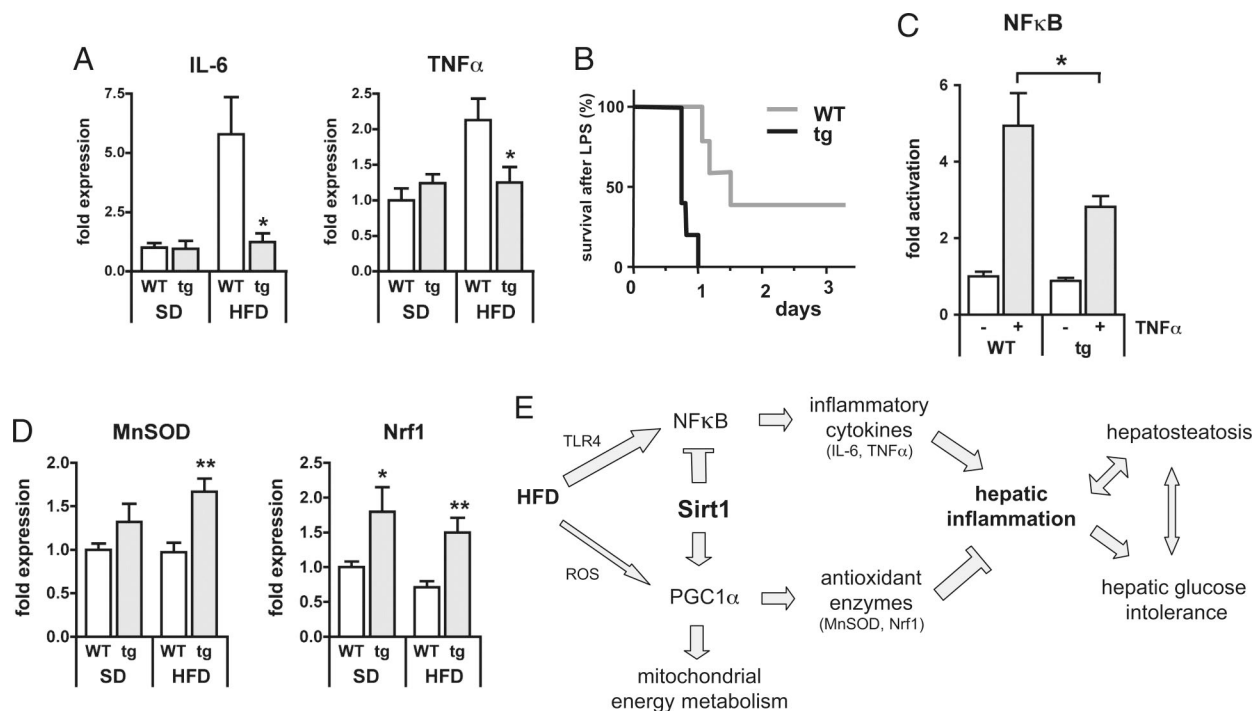 A
IL-6
fold expression
7.5
5.0
2.5
0.0
WT tg WT tg
SD HFD
*
TNFα
fold expression
2.5
2.0
1.5
1.0
0.5
0.0
WT tg WT tg
SD HFD
*
B
survival after LPS (%)
100
50
0
0 1 2 3
days
WT
tg
C
NFκB
*
fold activation
6
4
2
0
- + - + TNFα
WT tg
D
MnSOD
fold expression
2.0
1.5
1.0
0.5
0.0
WT tg WT tg
SD HFD
**
Nrf1
fold expression
2.5
2.0
1.5
1.0
0.5
0.0
WT tg WT tg
SD HFD
*
**
E
HFD
TLR4
ROS
NFκB
Sirt1
PGC1α
mitochondrial
energy metabolism
inflammatory
cytokines
(IL-6, TNFα)
antioxidant
enzymes
(MnSOD, Nrf1)
hepatic
inflammation
hepatosteatosis
hepatic glucose
intolerance